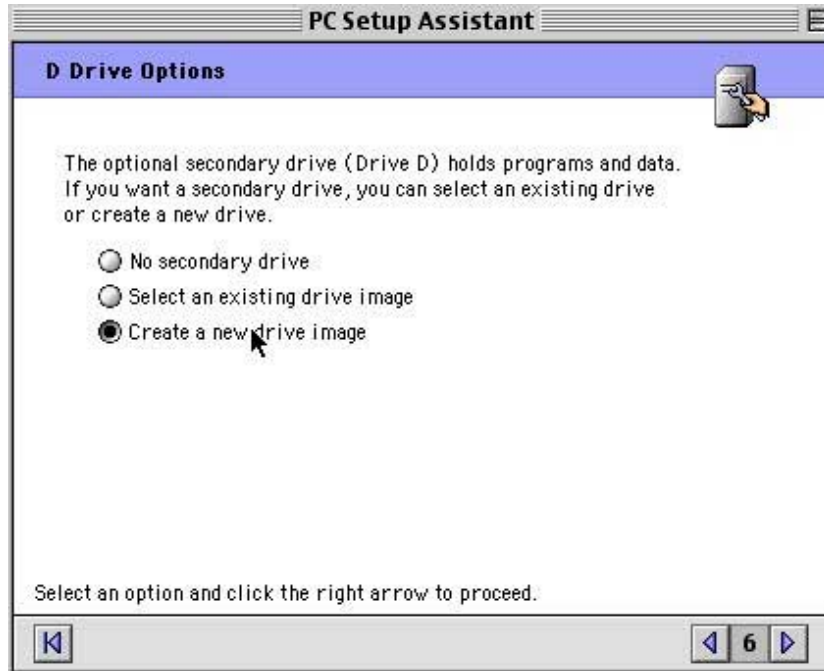 PC Setup Assistant
D Drive Options
The optional secondary drive (Drive D) holds programs and data.
If you want a secondary drive, you can select an existing drive
or create a new drive.
No secondary drive
Select an existing drive image
Create a new drive image
Select an option and click the right arrow to proceed.
6